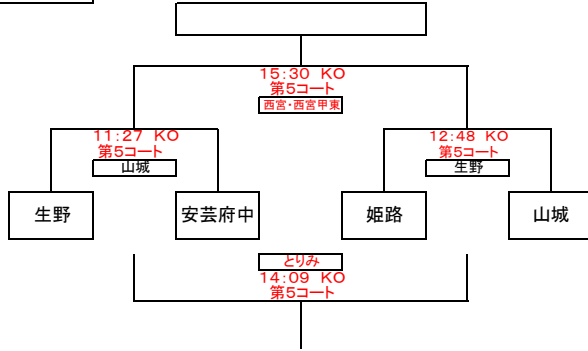 15:30 KO
第5コート
西宮・西宮甲東
11:27 KO
第5コート
山城
12:48 KO
第5コート
生野
生野
安芸府中
姫路
山城
とりみ
14:09 KO
第5コート